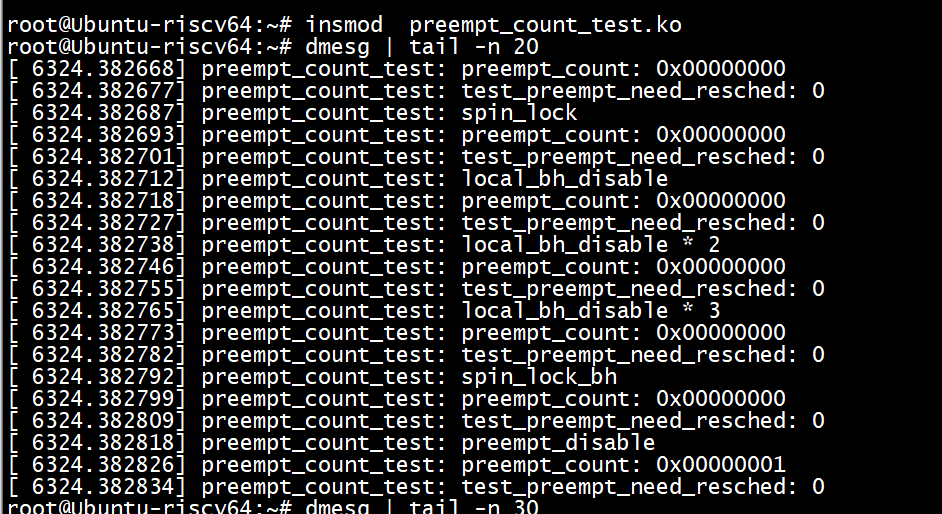 root@Ubuntu-riscv64:~# insmod  preempt_count_test.ko
root@Ubuntu-riscv64:~# dmesg | tail -n 20
[ 6324.382668] preempt_count_test: preempt_count: 0x00000000
[ 6324.382677] preempt_count_test: test_preempt_need_resched: 0
[ 6324.382687] preempt_count_test: spin_lock
[ 6324.382693] preempt_count_test: preempt_count: 0x00000000
[ 6324.382701] preempt_count_test: test_preempt_need_resched: 0
[ 6324.382712] preempt_count_test: local_bh_disable
[ 6324.382718] preempt_count_test: preempt_count: 0x00000000
[ 6324.382727] preempt_count_test: test_preempt_need_resched: 0
[ 6324.382738] preempt_count_test: local_bh_disable * 2
[ 6324.382746] preempt_count_test: preempt_count: 0x00000000
[ 6324.382755] preempt_count_test: test_preempt_need_resched: 0
[ 6324.382765] preempt_count_test: local_bh_disable * 3
[ 6324.382773] preempt_count_test: preempt_count: 0x00000000
[ 6324.382782] preempt_count_test: test_preempt_need_resched: 0
[ 6324.382792] preempt_count_test: spin_lock_bh
[ 6324.382799] preempt_count_test: preempt_count: 0x00000000
[ 6324.382809] preempt_count_test: test_preempt_need_resched: 0
[ 6324.382818] preempt_count_test: preempt_disable
[ 6324.382826] preempt_count_test: preempt_count: 0x00000001
[ 6324.382834] preempt_count_test: test_preempt_need_resched: 0
root@Ubuntu-riscv64:~# dmesg | tail -n 30